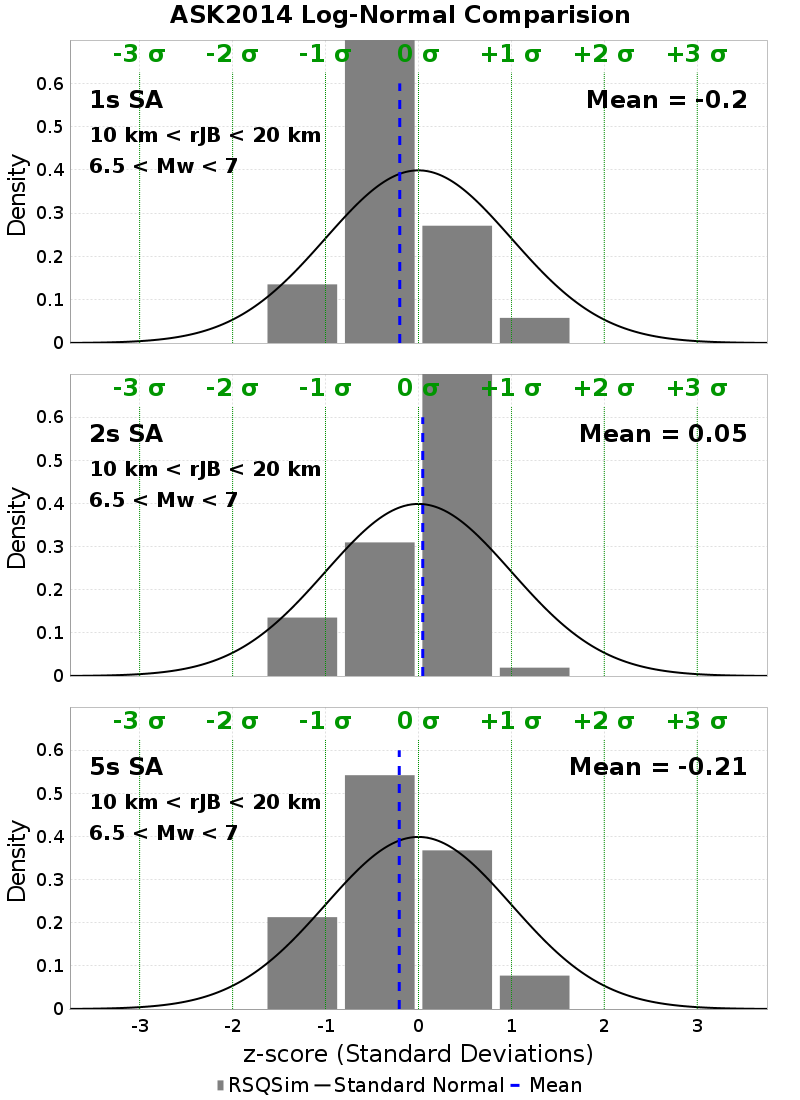 ASK2014 Log-Normal Comparision
-3 σ -2 σ -1 σ 0 σ +1 σ +2 σ +3 σ
1s SA Mean = -0.2
10 km < rJB < 20 km
6.5 < Mw < 7
Density
0.6
0.5
0.4
0.3
0.2
0.1
0
-3 σ -2 σ -1 σ 0 σ +1 σ +2 σ +3 σ
2s SA Mean = 0.05
10 km < rJB < 20 km
6.5 < Mw < 7
Density
0.6
0.5
0.4
0.3
0.2
0.1
0
-3 σ -2 σ -1 σ 0 σ +1 σ +2 σ +3 σ
5s SA Mean = -0.21
10 km < rJB < 20 km
6.5 < Mw < 7
Density
0.6
0.5
0.4
0.3
0.2
0.1
0
-3 -2 -1 0 1 2 3
z-score (Standard Deviations)
RSQSim Standard Normal Mean